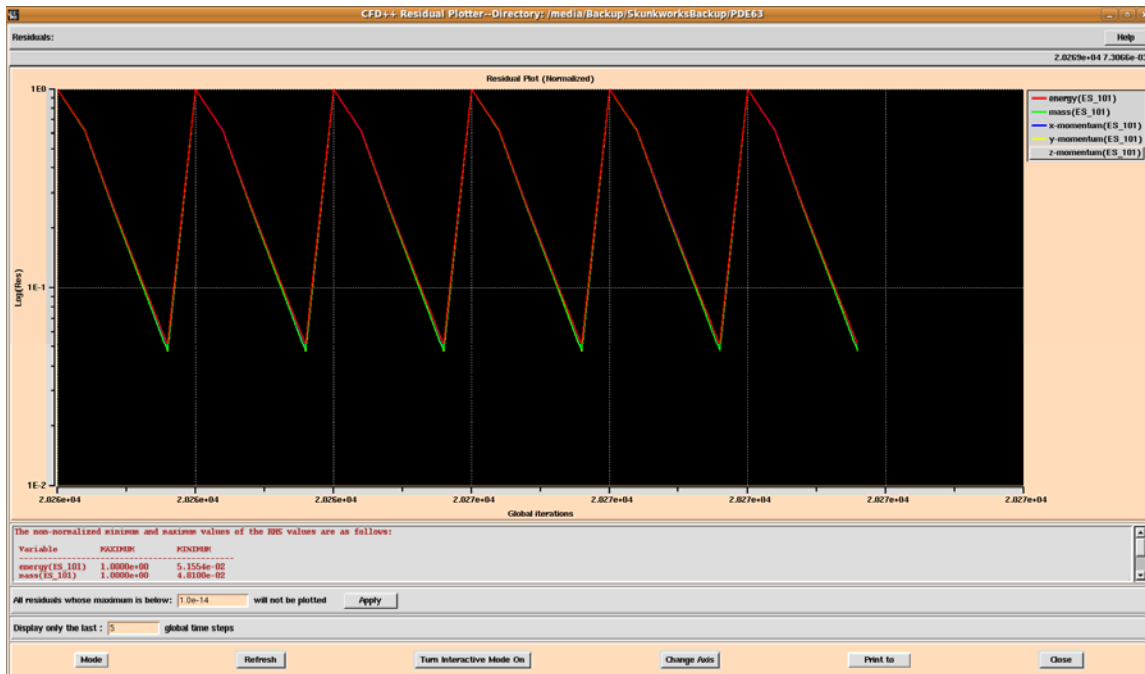 CFD++ Residual Plotter--Directory: /media/Backup/SkunkworksBackup/PDE63
Residuals:
Help
2.0269e+04 7.3066e-01
Residual Plot (Normalized)
1E0
1E-1
1E-2
Log(Res)
energy(ES_101)
mass(ES_101)
x-momentum(ES_101)
y-momentum(ES_101)
z-momentum(ES_101)
2.026e+04 2.026e+04 2.026e+04 2.027e+04 2.027e+04 2.027e+04 2.027e+04 2.027e+04
Global iterations
The non-normalized minimum and maximum values of the RHS values are as follows:
Variable MAXIMUM MINIMUM
energy(ES_101) 1.0000e+00 5.1554e-02
mass(ES_101) 1.0000e+00 4.8100e-02
All residuals whose maximum is below: 1.0e-14 will not be plotted Apply
Display only the last : 5 global time steps
Mode Refresh Turn Interactive Mode On Change Axis Print to Close